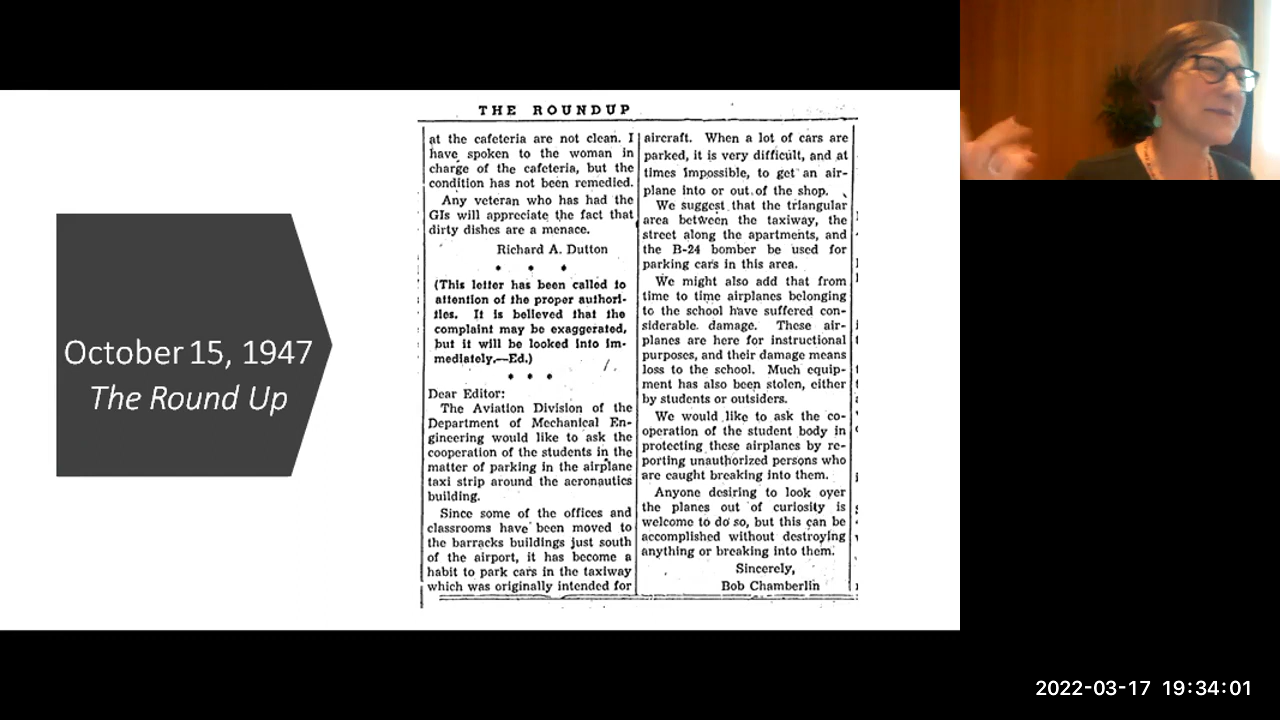 October 15, 1947
The Round Up
THE ROUNDUP
at the cafeteria are not clean. I
have spoken to the woman in
charge of the cafeteria, but the
condition has not been remedied.
Any veteran who has had the
GIs will appreciate the fact that
dirty dishes are a menace.
Richard A. Dutton
(This letter has been called to
attention of the proper authori-
ties. It is believed that the
complaint may be exaggerated,
but it will be looked into im-
mediately.—Ed.)
Dear Editor:
The Aviation Division of the
Department of Mechanical En-
gineering would like to ask the
cooperation of the students in the
matter of parking in the airplane
taxi strip around the aeronautics
building.
Since some of the offices and
classrooms have been moved to
the barracks buildings just south
of the airport, it has become a
habit to park cars in the taxiway
which was originally intended for
aircraft. When a lot of cars are
parked, it is very difficult, and at
times impossible, to get an air-
plane into or out of the shop.
We suggest that the triangular
area between the taxiway, the
street along the apartments, and
the B-24 bomber be used for
parking cars in this area.
We might also add that from
time to time airplanes belonging
to the school have suffered con-
siderable damage. These air-
planes are here for instructional
purposes, and their damage means
loss to the school. Much equip-
ment has also been stolen, either
by students or outsiders.
We would like to ask the co-
operation of the student body in
protecting these airplanes by re-
porting unauthorized persons who
are caught breaking into them.
Anyone desiring to look over
the planes out of curiosity is
welcome to do so, but this can be
accomplished without destroying
anything or breaking into them.
Sincerely,
Bob Chamberlin
2022-03-17 19:34:01